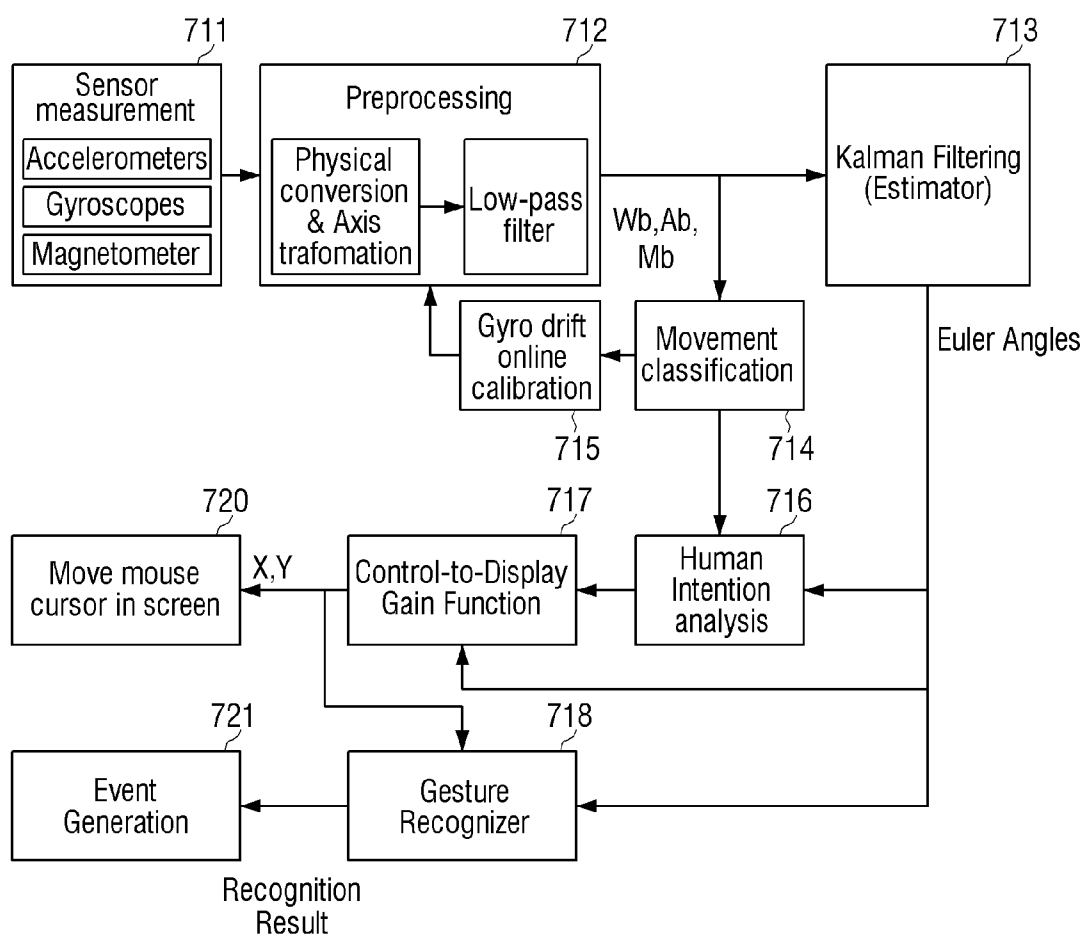 711
712
713
Sensor
measurement
Accelerometers
Gyroscopes
Magnetometer
Preprocessing
Physical
conversion
& Axis
trafomation
Low-pass
filter
Kalman Filtering
(Estimator)
Wb,Ab,
Mb
Gyro drift
online
calibration
715
Movement
classification
714
Euler Angles
720
717
716
Move mouse
cursor in screen
X,Y
Control-to-Display
Gain Function
Human
Intention
analysis
721
718
Event
Generation
Gesture
Recognizer
Recognition
Result